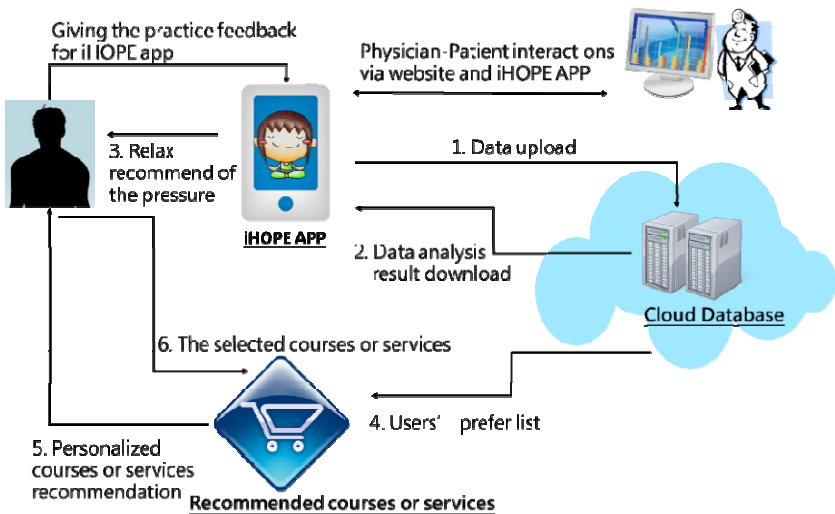 Giving the practice feedback
for iHOPE app
Physician-Patient interactions
via website and iHOPE APP
1. Data upload
3. Relax
recommend of
the pressure
iHOPE APP
2. Data analysis
result download
Cloud Database
6. The selected courses or services
4. Users' prefer list
5. Personalized
courses or services
recommendation
Recommended courses or services